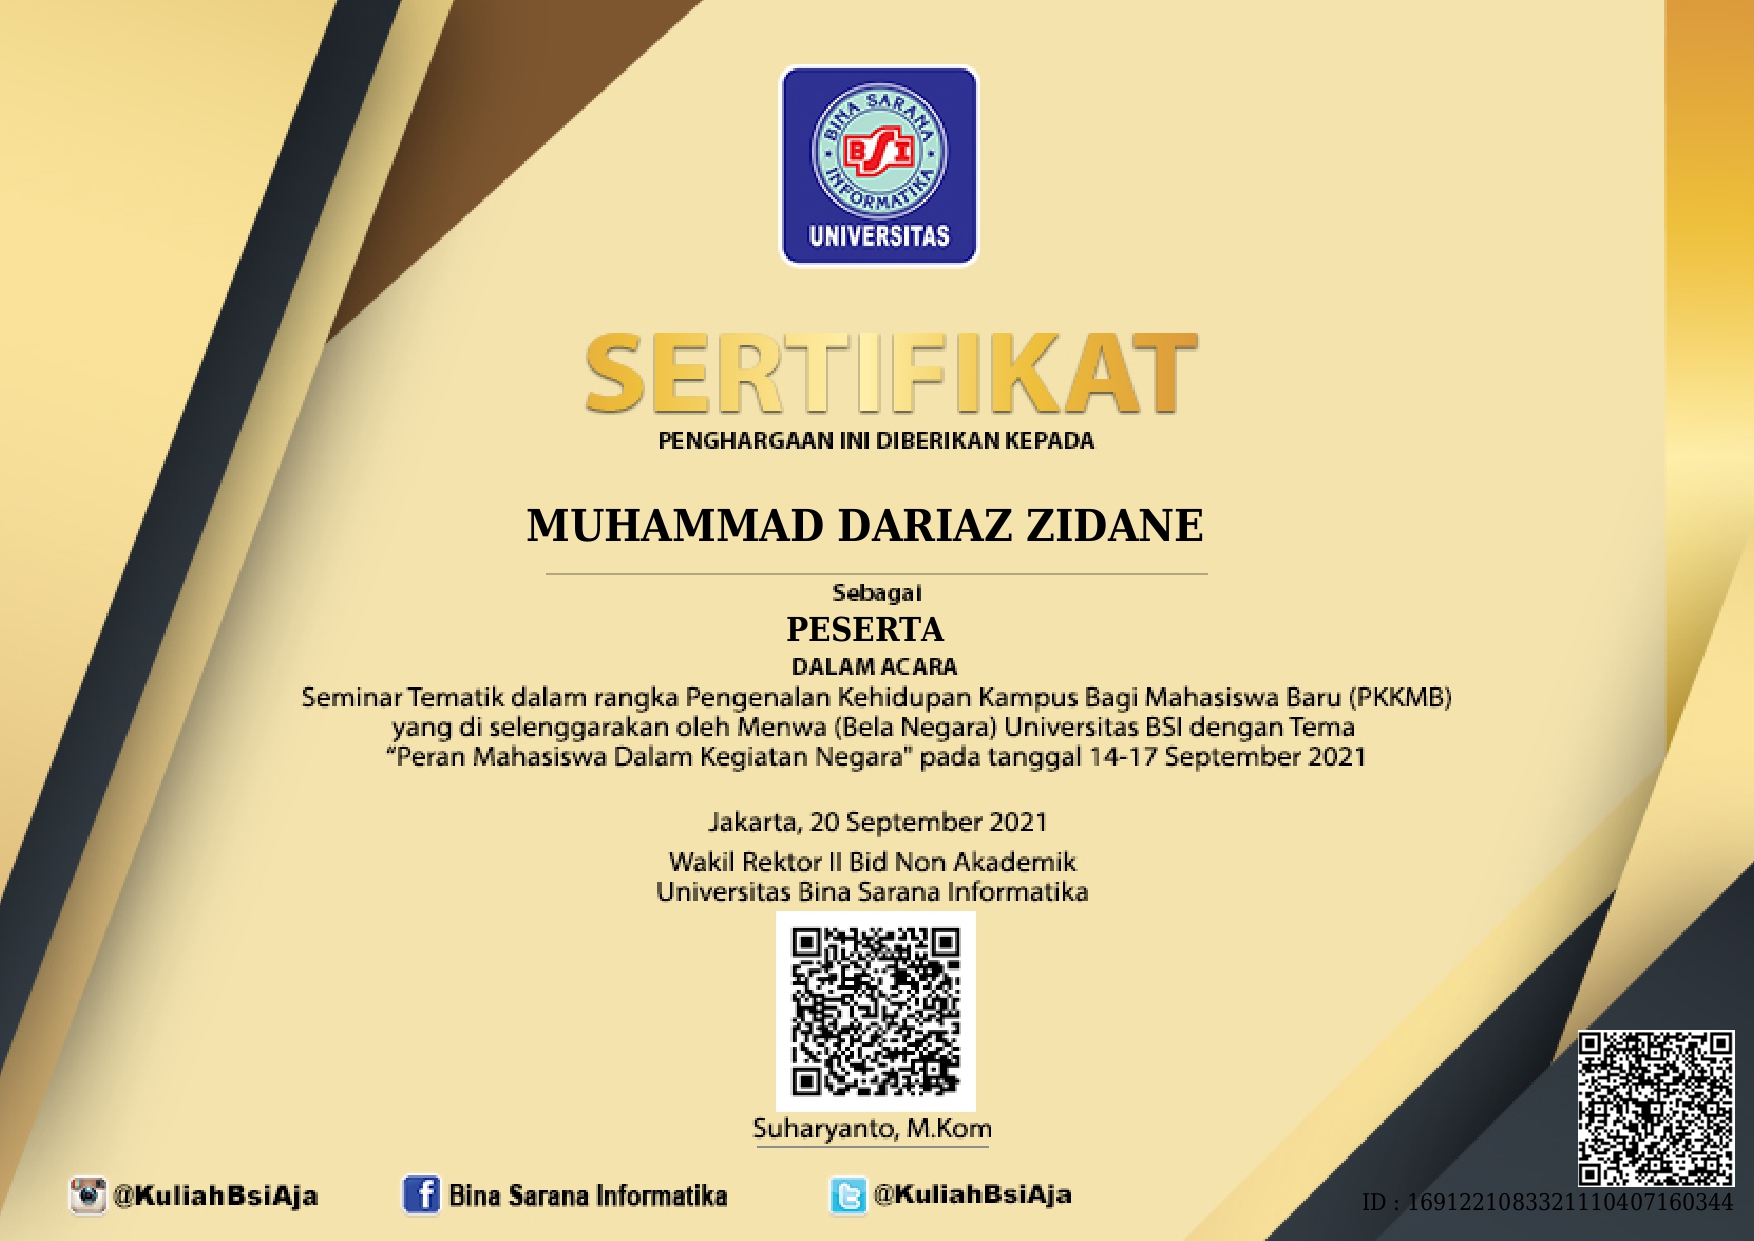 BINA SARANA
BSI
INFORMATIKA
UNIVERSITAS
SERTIFIKAT
PENGHARGAAN INI DIBERIKAN KEPADA
MUHAMMAD DARIAZ ZIDANE
Sebagai
PESERTA
DALAM ACARA
Seminar Tematik dalam rangka Pengenalan Kehidupan Kampus Bagi Mahasiswa Baru (PKKMB)
yang di selenggarakan oleh Menwa (Bela Negara) Universitas BSI dengan Tema
“Peran Mahasiswa Dalam Kegiatan Negara" pada tanggal 14-17 September 2021
Jakarta, 20 September 2021
Wakil Rektor II Bid Non Akademik
Universitas Bina Sarana Informatika
Suharyanto, M.Kom
@KuliahBsiAja
Bina Sarana Informatika
@KuliahBsiAja
ID : 1691221083321110407160344